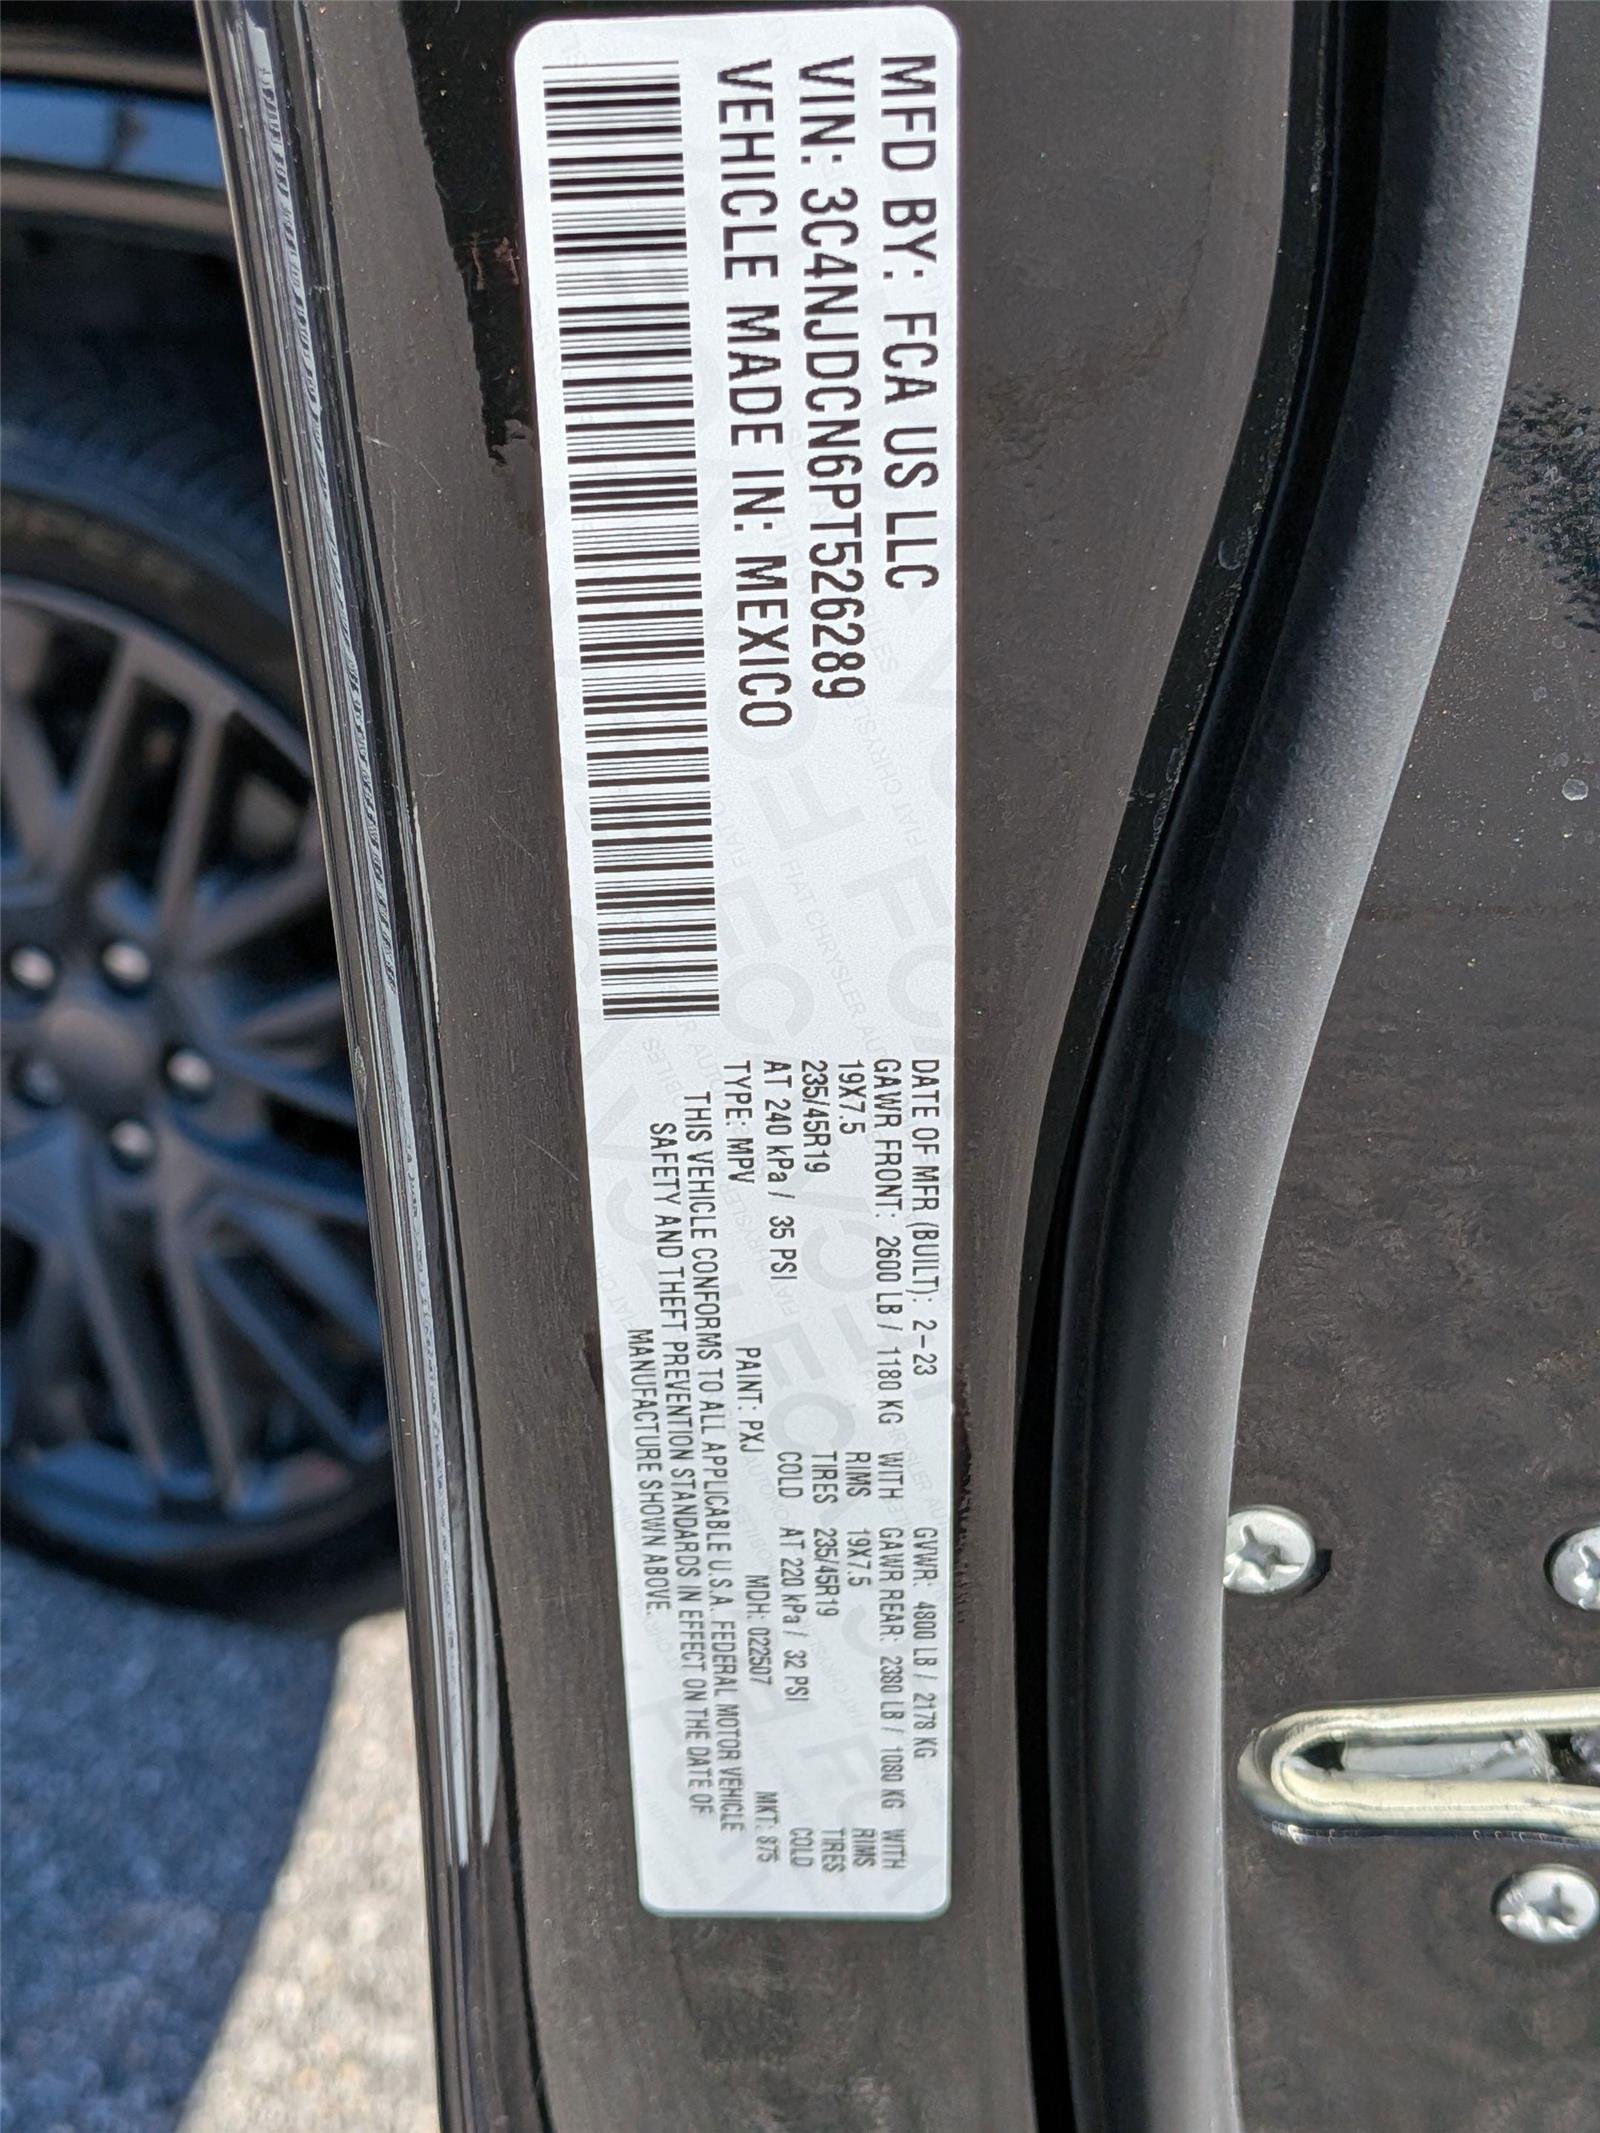 MFD BY: FCA US LLC
VIN: 3C4NJDCN6PT526289
VEHICLE MADE IN: MEXICO
DATE OF MFR (BUILT): 2-23 GVWR: 4800 LB / 2178 KG
GAWR FRONT: 2600 LB / 1180 KG WITH GAWR REAR: 2380 LB / 1080 KG WITH
19X7.5 RIMS 19X7.5 RIMS
235/45R19 TIRES 235/45R19 TIRES
AT 240 kPa / 35 PSI COLD AT 220 kPa / 32 PSI COLD
TYPE: MPV PAINT: PXJ MDH: 022507 MKT: 875
THIS VEHICLE CONFORMS TO ALL APPLICABLE U.S.A. FEDERAL MOTOR VEHICLE
SAFETY AND THEFT PREVENTION STANDARDS IN EFFECT ON THE DATE OF
MANUFACTURE SHOWN ABOVE.